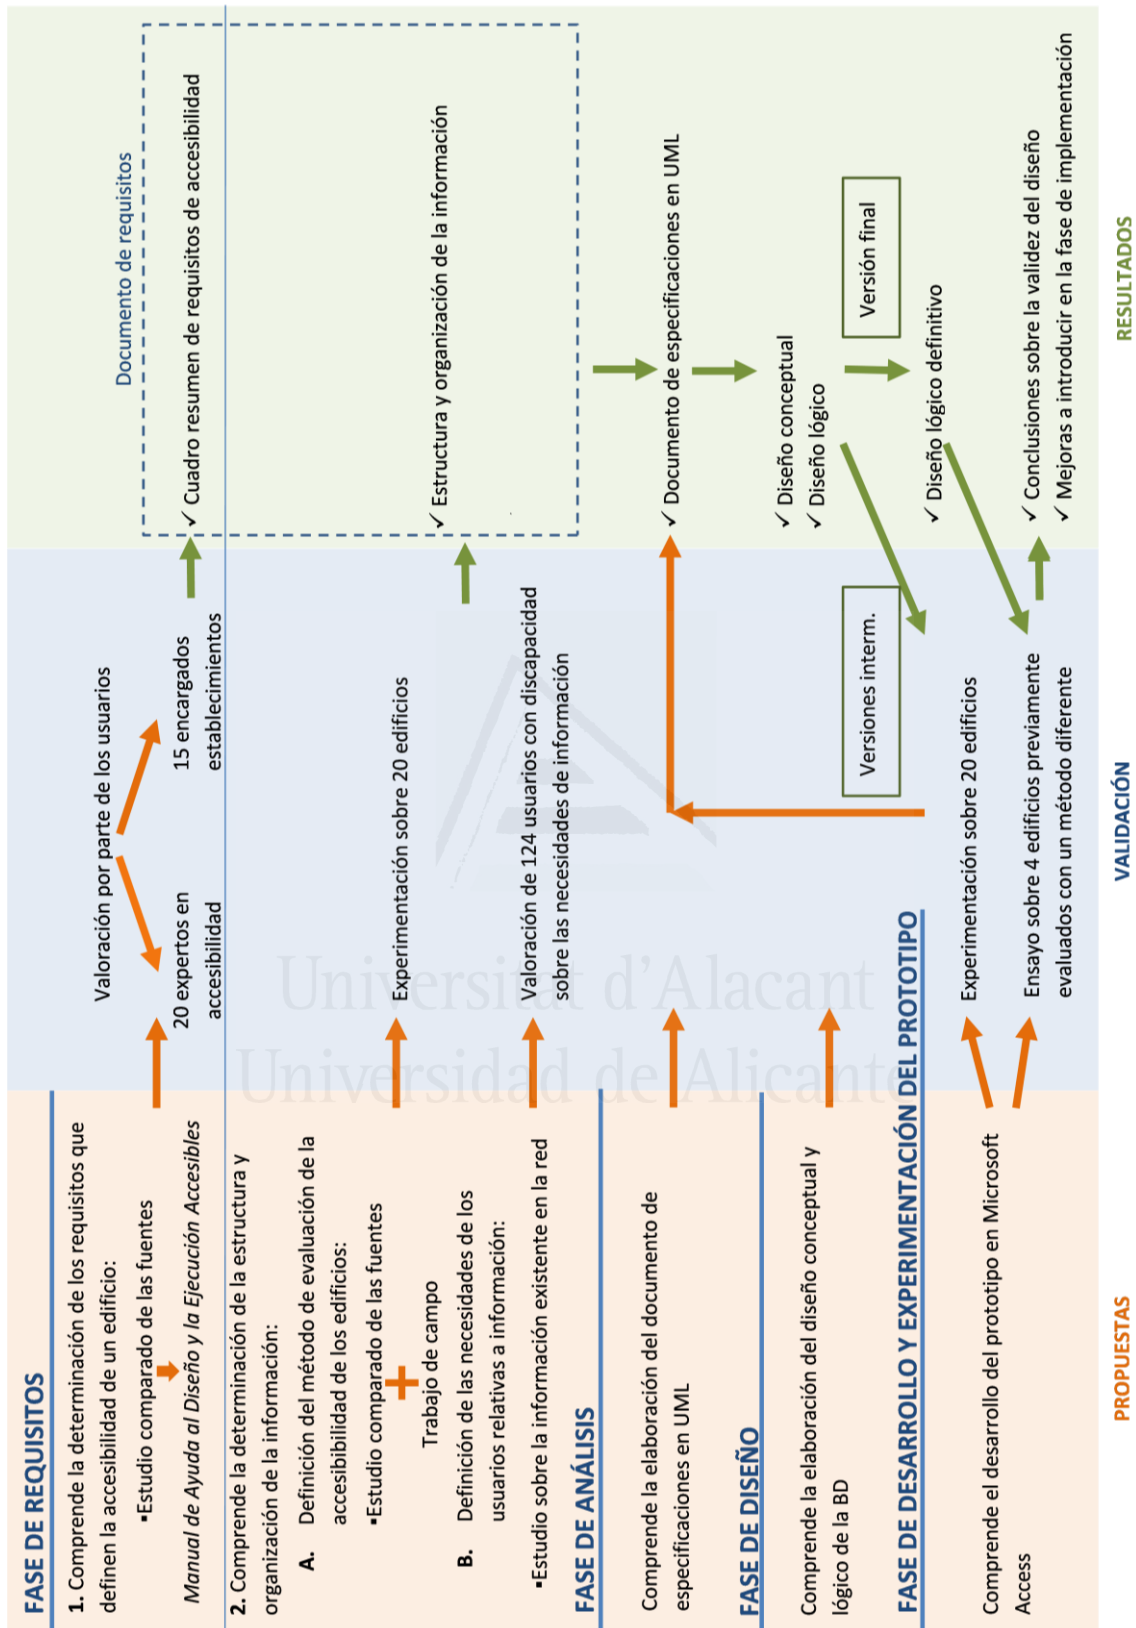 FASE DE REQUISITOS
1. Comprende la determinación de los requisitos que
definen la accesibilidad de un edificio:
▪Estudio comparado de las fuentes
Manual de Ayuda al Diseño y la Ejecución Accesibles
Valoración por parte de los usuarios
20 expertos en
accesibilidad
15 encargados
establecimientos
Documento de requisitos
✓ Cuadro resumen de requisitos de accesibilidad
2. Comprende la determinación de la estructura y
organización de la información:
A. Definición del método de evaluación de la
accesibibilidad de los edificios:
▪Estudio comparado de las fuentes
Trabajo de campo
Experimentación sobre 20 edificios
✓ Estructura y organización de la información
B. Definición de las necesidades de los
usuarios relativas a información:
▪Estudio sobre la información existente en la red
Valoración de 124 usuarios con discapacidad
sobre las necesidades de información
FASE DE ANÁLISIS
Comprende la elaboración del documento de
especificaciones en UML
✓ Documento de especificaciones en UML
FASE DE DISEÑO
Comprende la elaboración del diseño conceptual y
lógico de la BD
✓ Diseño conceptual
✓ Diseño lógico
Versiones interm.
Versión final
FASE DE DESARROLLO Y EXPERIMENTACIÓN DEL PROTOTIPO
Comprende el desarrollo del prototipo en Microsoft
Access
Experimentación sobre 20 edificios
✓ Diseño lógico definitivo
Ensayo sobre 4 edificios previamente
evaluados con un método diferente
✓ Conclusiones sobre la validez del diseño
✓ Mejoras a introducir en la fase de implementación
PROPUESTAS
VALIDACIÓN
RESULTADOS
Universitat d'Alacant
Universidad de Alicante